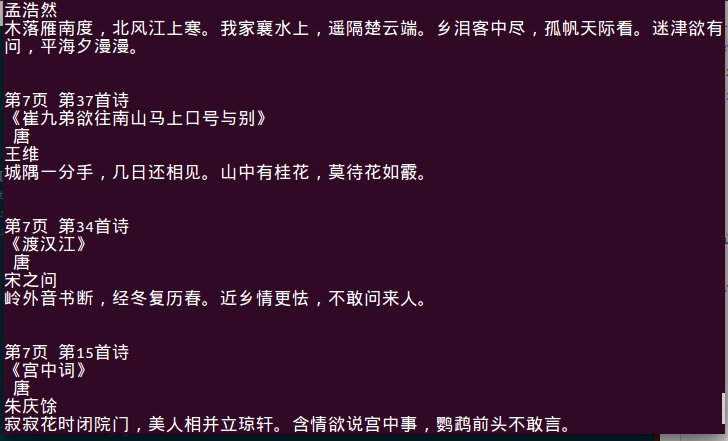 孟浩然
木落雁南度，北风江上寒。我家襄水上，遥隔楚云端。乡泪客中尽，孤帆天际看。迷津欲有
问，平海夕漫漫。
第7页 第37首诗
《崔九弟欲往南山马上口号与别》
唐
王维
城隅一分手，几日还相见。山中有桂花，莫待花如霰。
第7页 第34首诗
《渡汉江》
唐
宋之问
岭外音书断，经冬复历春。近乡情更怯，不敢问来人。
第7页 第15首诗
《宫中词》
唐
朱庆馀
寂寂花时闭院门，美人相并立琼轩。含情欲说宫中事，鹦鹉前头不敢言。